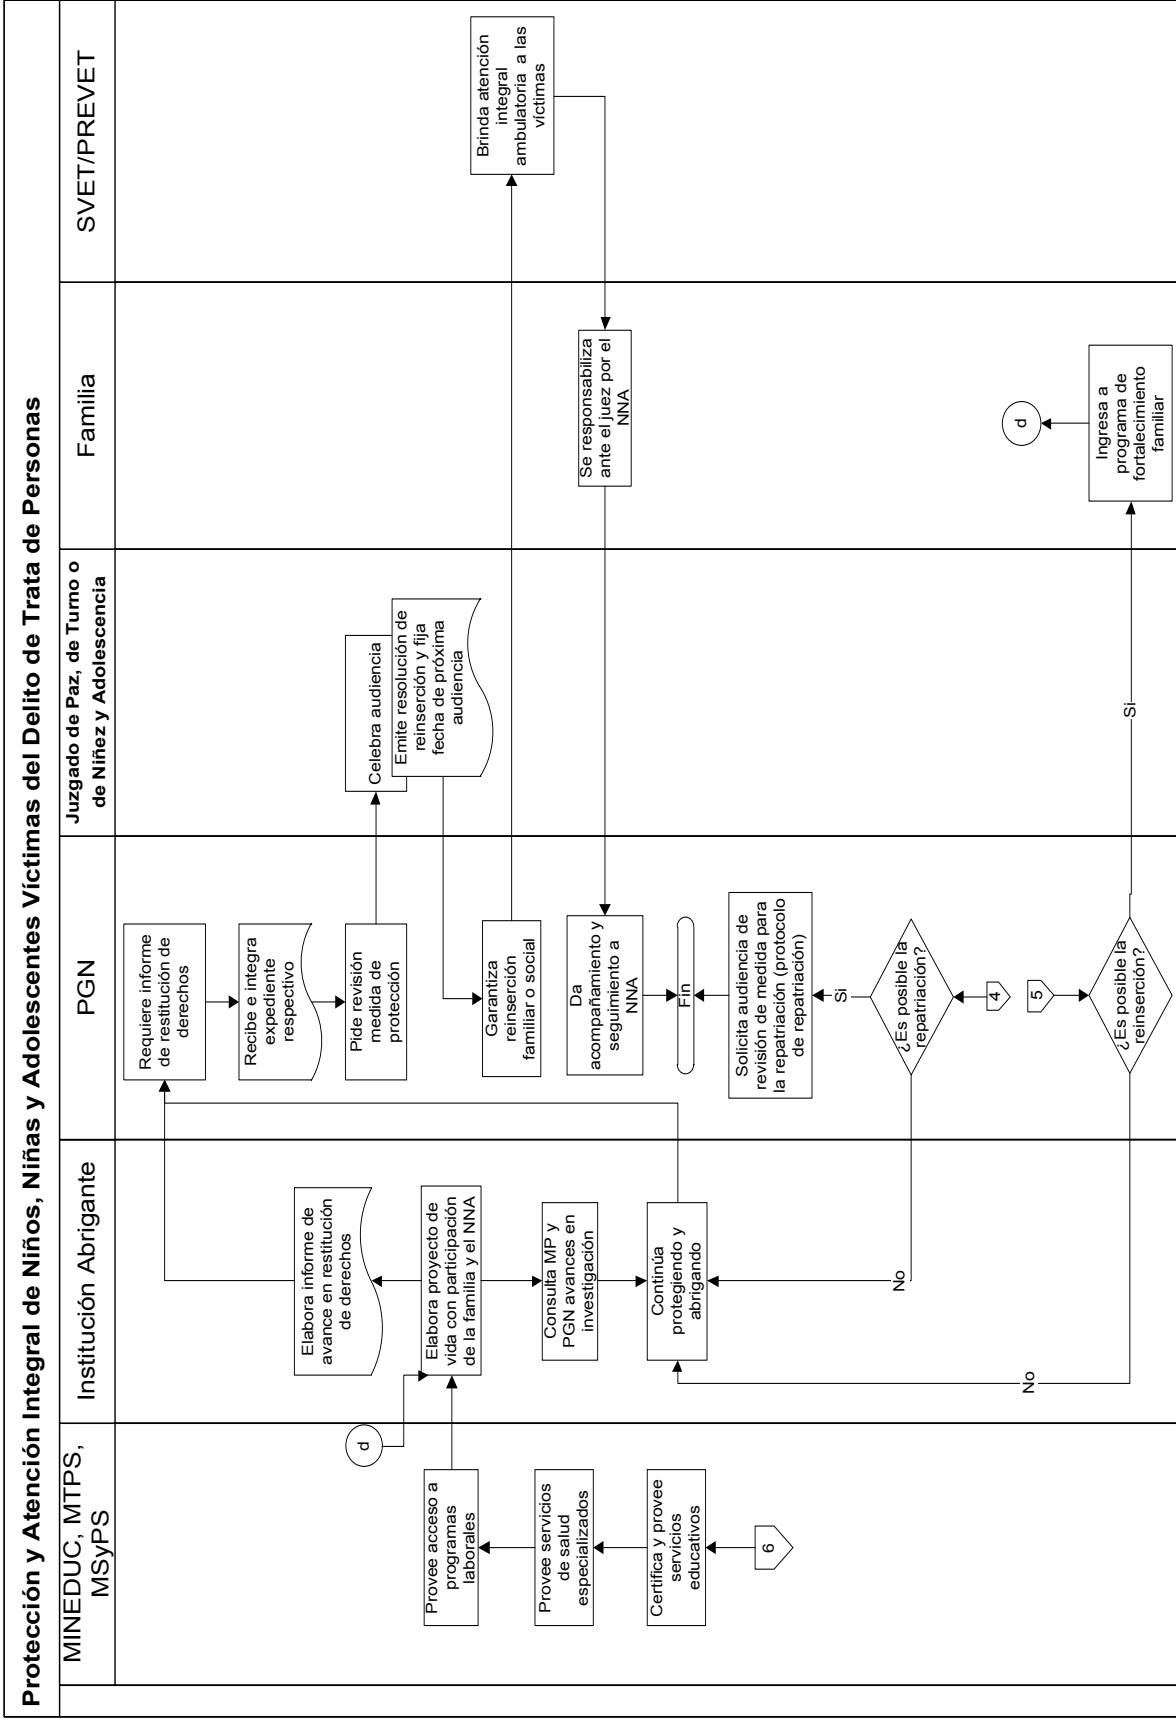 Protección y Atención Integral de Niños, Niñas y Adolescentes Víctimas del Delito de Trata de Personas
MINEDUC, MTPS,
MSyPS
Institución Abrigante
PGN
Juzgado de Paz, de Turno o
de Niñez y Adolescencia
Familia
SVET/PREVET
Provee acceso a
programas
laborales
Provee servicios
de salud
especializados
Certifica y provee
servicios
educativos
6
d
Elabora informe de
avance en restitución
de derechos
Elabora proyecto de
vida con participación
de la familia y el NNA
Consulta MP y
PGN avances en
investigación
Continúa
protegiendo y
abrigando
No
No
Requiere informe
de restitución de
derechos
Recibe e integra
expediente
respectivo
Pide revisión
medida de
protección
Garantiza
reinserción
familiar o social
Da
acompañamiento y
seguimiento a
NNA
Fin
Solicita audiencia de
revisión de medida para
la repatriación (protocolo
de repatriación)
Si
¿Es posible la
repatriación?
4
5
¿Es posible la
reinserción?
Si
Celebra audiencia
Emite resolución de
reinserción y fija
fecha de próxima
audiencia
Se responsabiliza
ante el juez por el
NNA
d
Ingresa a
programa de
fortalecimiento
familiar
Brinda atención
integral
ambulatoria a las
víctimas